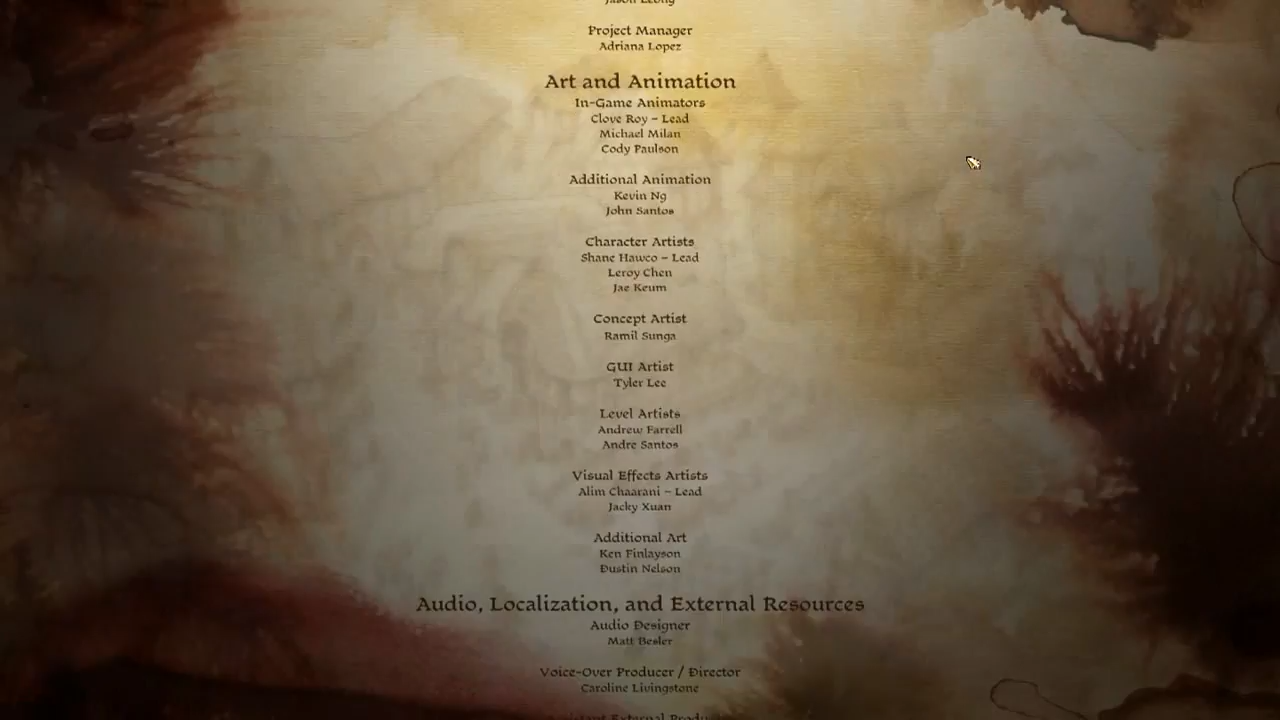 Jason Leong
Project Manager
Adriana Lopez
Art and Animation
In-Game Animators
Clove Roy – Lead
Michael Milan
Cody Paulson
Additional Animation
Kevin Ng
John Santos
Character Artists
Shane Hawco – Lead
Leroy Chen
Jae Keum
Concept Artist
Ramil Sunga
GUI Artist
Tyler Lee
Level Artists
Andrew Farrell
Andre Santos
Visual Effects Artists
Alim Chaarani – Lead
Jacky Xuan
Additional Art
Ken Finlayson
Dustin Nelson
Audio, Localization, and External Resources
Audio Designer
Matt Besler
Voice-Over Producer / Director
Caroline Livingstone
External